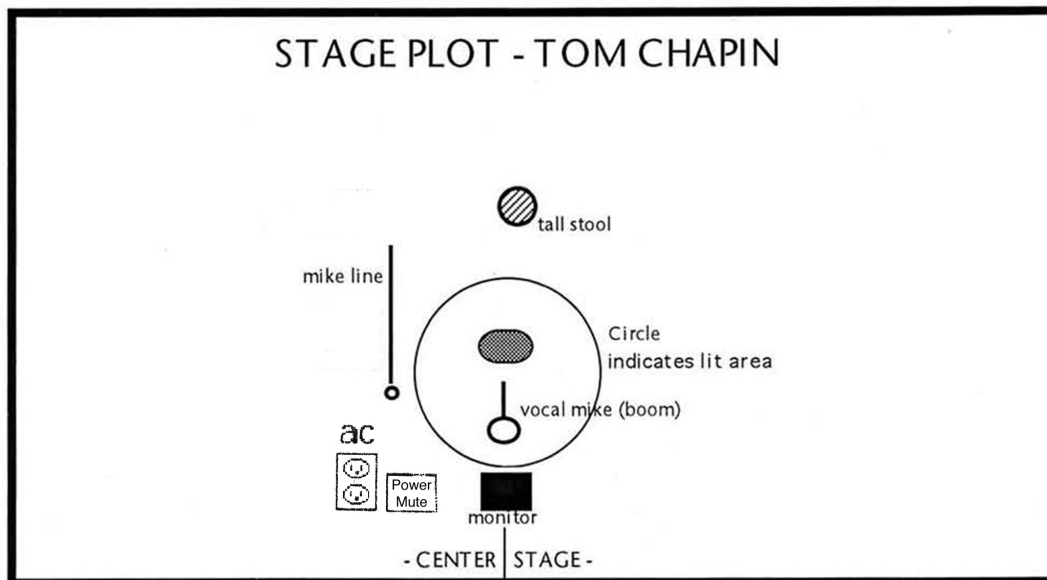 STAGE PLOT - TOM CHAPIN
tall stool
mike line
Circle
indicates lit area
vocal mike (boom)
ac
Power
Mute
monitor
- CENTER STAGE -